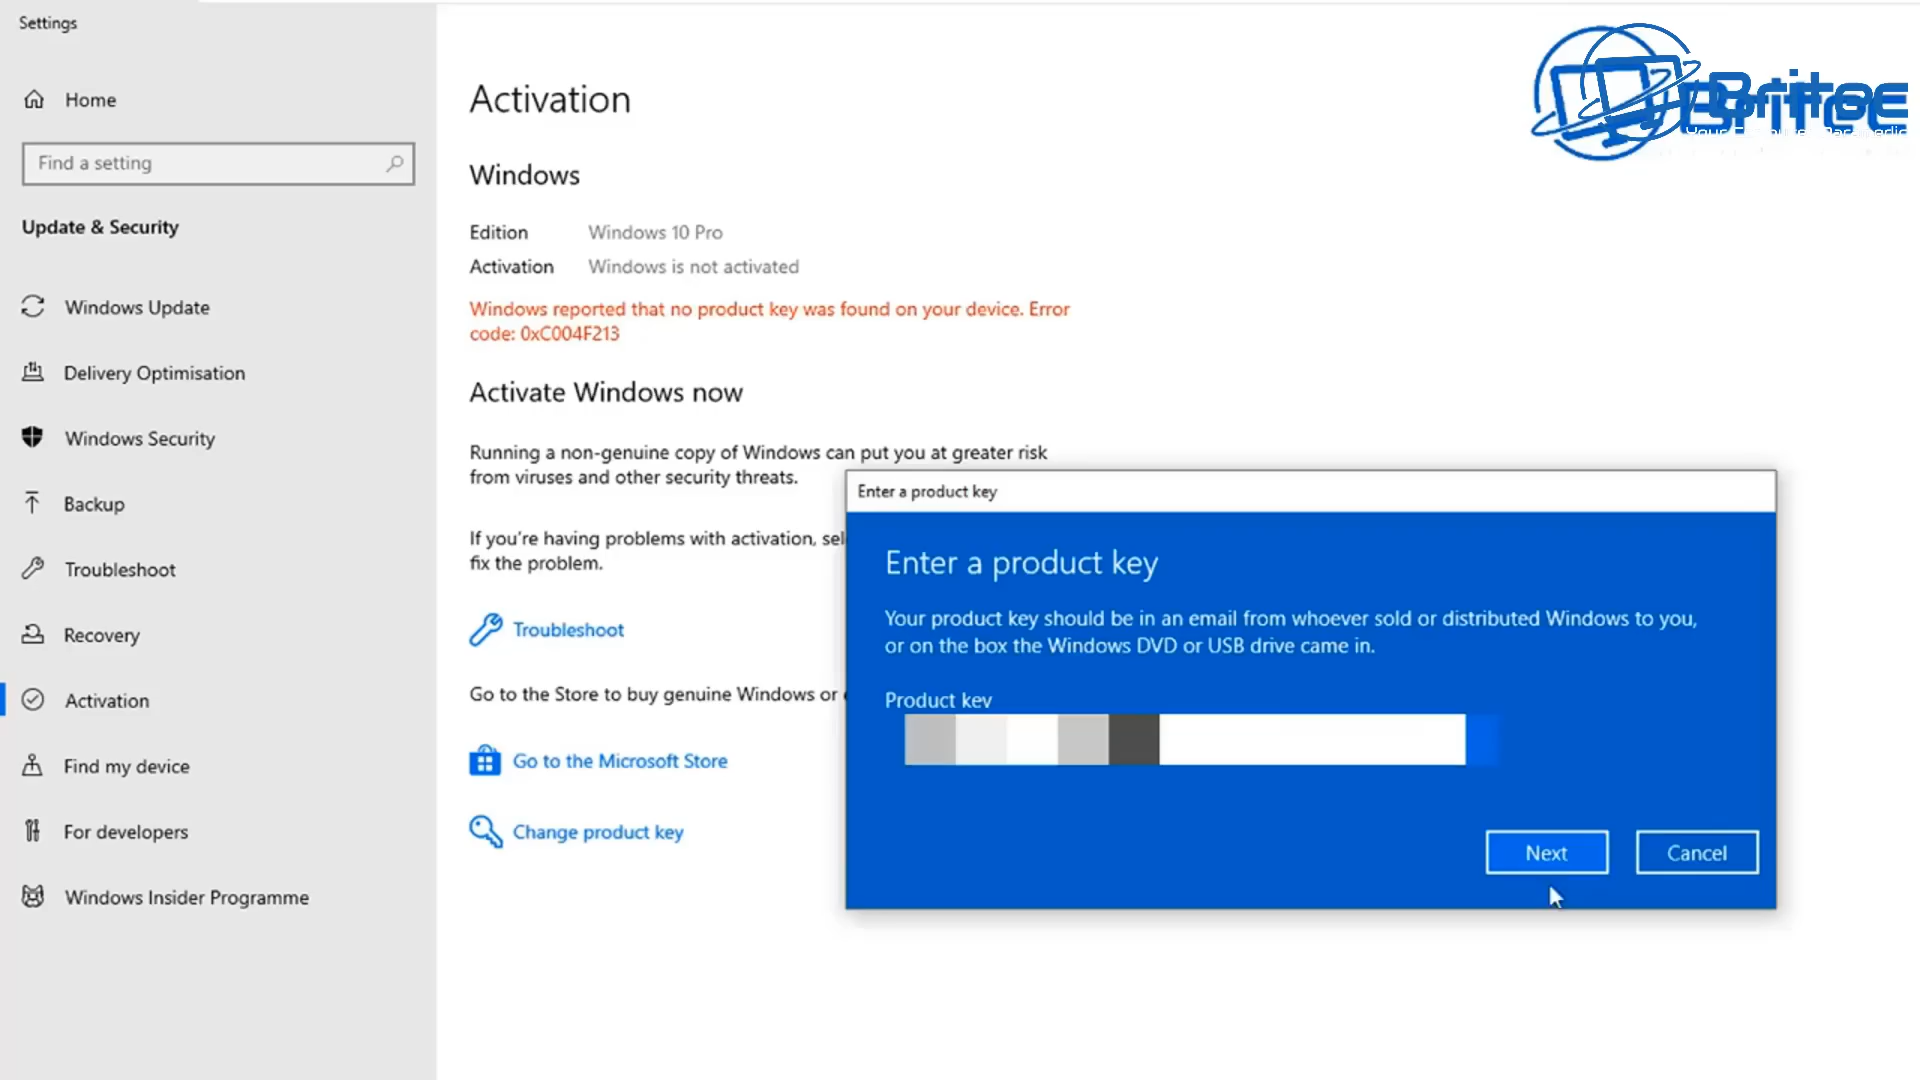 Settings
Home
Find a setting
Update & Security
Windows Update
Delivery Optimisation
Windows Security
Backup
Troubleshoot
Recovery
Activation
Find my device
For developers
Windows Insider Programme
Activation
Windows
Edition Windows 10 Pro
Activation Windows is not activated
Windows reported that no product key was found on your device. Error
code: 0xC004F213
Activate Windows now
Running a non-genuine copy of Windows can put you at greater risk
from viruses and other security threats.
If you're having problems with activation,
fix the problem.
Troubleshoot
Go to the Store to buy genuine Windows or
Go to the Microsoft Store
Change product key
Enter a product key
Enter a product key
Your product key should be in an email from whoever sold or distributed Windows to you,
or on the box the Windows DVD or USB drive came in.
Product key
Next
Cancel